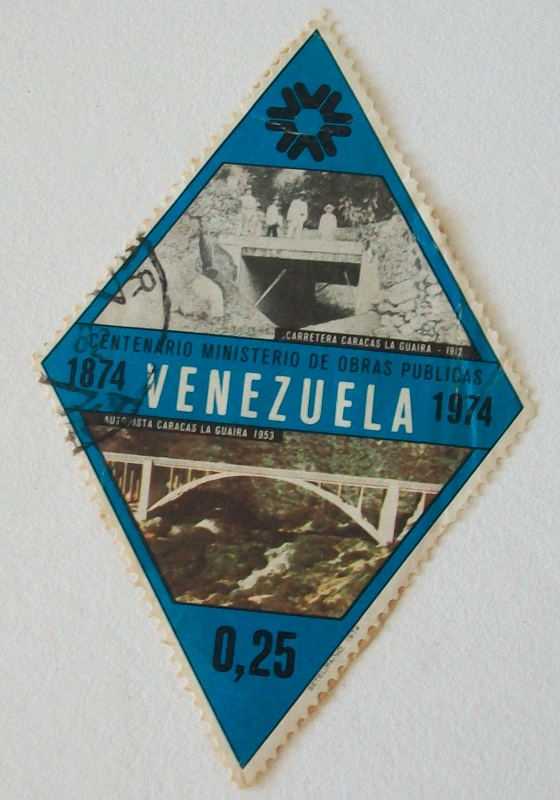 CARRETERA CARACAS LA GUAIRA - 1912
CENTENARIO MINISTERIO DE OBRAS PUBLICAS
1874 VENEZUELA 1974
AUTOPISTA CARACAS LA GUAIRA 1953
0,25
1974